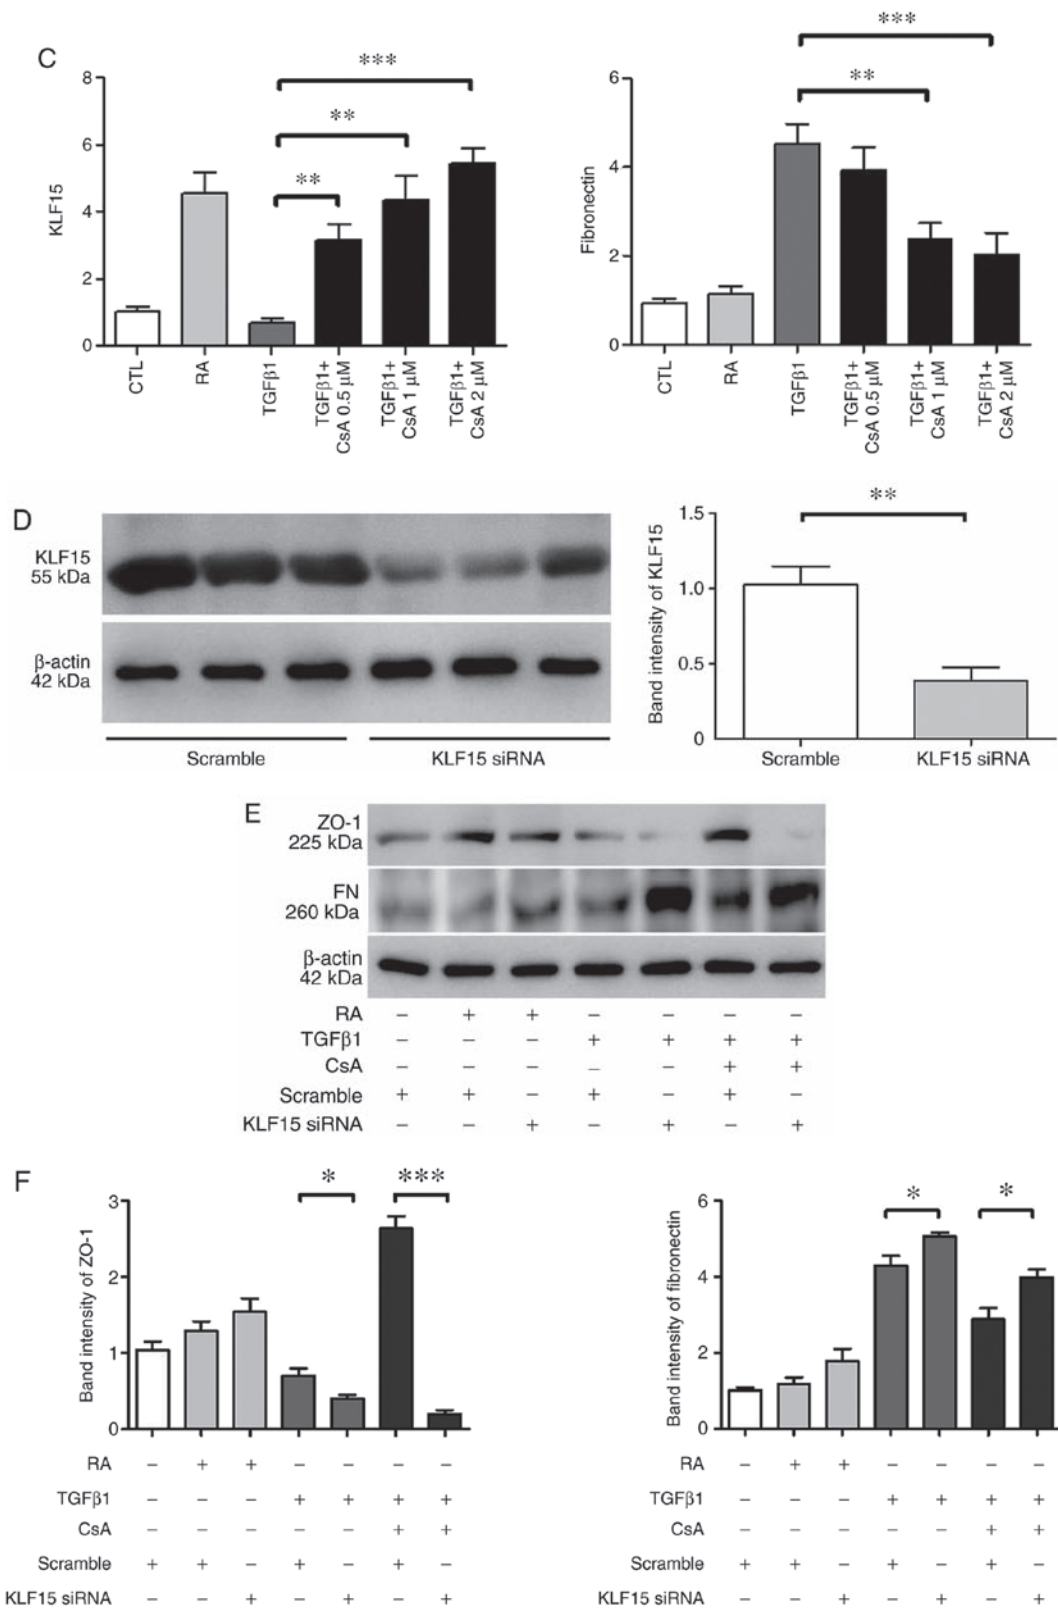 C
***
**
**
8
6
4
2
0
KLF15
CTL
RA
TGFβ1
TGFβ1+
CsA 0.5 μM
TGFβ1+
CsA 1 μM
TGFβ1+
CsA 2 μM
***
**
6
4
2
0
Fibronectin
CTL
RA
TGFβ1
TGFβ1+
CsA 0.5 μM
TGFβ1+
CsA 1 μM
TGFβ1+
CsA 2 μM
D
KLF15
55 kDa
β-actin
42 kDa
Scramble KLF15 siRNA
**
1.5
1.0
0.5
0
Band intensity of KLF15
Scramble KLF15 siRNA
E
ZO-1
225 kDa
FN
260 kDa
β-actin
42 kDa
RA − + + − − − −
TGFβ1 − − − + + + +
CsA − − − − − + +
Scramble + + − + − + −
KLF15 siRNA − − + − + − +
F
* ***
3
2
1
0
Band intensity of ZO-1
RA − + + − − − −
TGFβ1 − − − + + + +
CsA − − − − − + +
Scramble + + − + − + −
KLF15 siRNA − − + − + − +
* *
6
4
2
0
Band intensity of fibronectin
RA − + + − − − −
TGFβ1 − − − + + + +
CsA − − − − − + +
Scramble + + − + − + −
KLF15 siRNA − − + − + − +